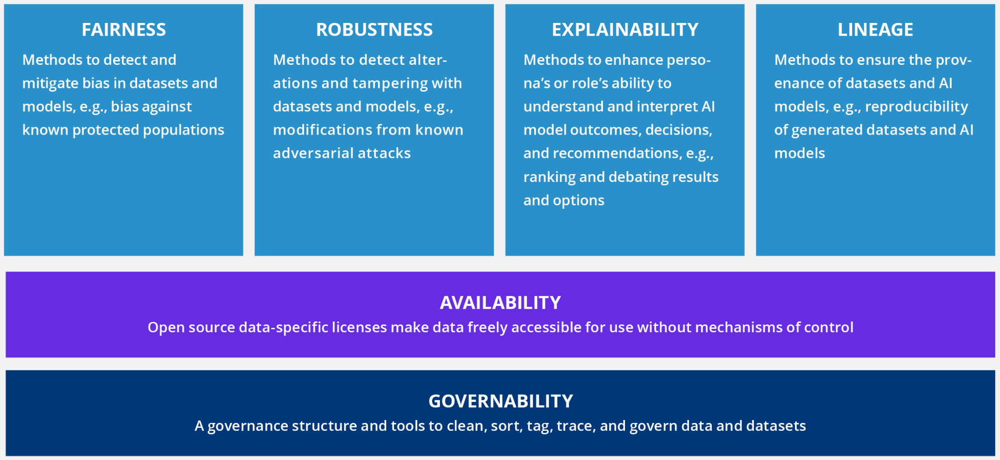 FAIRNESS
Methods to detect and
mitigate bias in datasets and
models, e.g., bias against
known protected populations
ROBUSTNESS
Methods to detect alter-
ations and tampering with
datasets and models, e.g.,
modifications from known
adversarial attacks
EXPLAINABILITY
Methods to enhance perso-
na’s or role’s ability to
understand and interpret AI
model outcomes, decisions,
and recommendations, e.g.,
ranking and debating results
and options
LINEAGE
Methods to ensure the prov-
enance of datasets and AI
models, e.g., reproducibility
of generated datasets and AI
models
AVAILABILITY
Open source data-specific licenses make data freely accessible for use without mechanisms of control
GOVERNABILITY
A governance structure and tools to clean, sort, tag, trace, and govern data and datasets